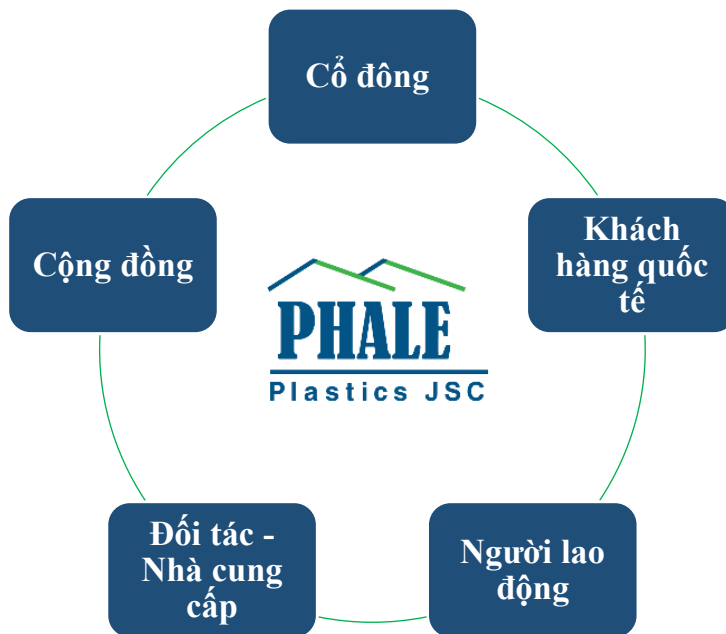 Cổ đông
Khách
hàng quốc
tế
Cộng đồng
PHALE
Plastics JSC
Đối tác -
Nhà cung
cấp
Người lao
động